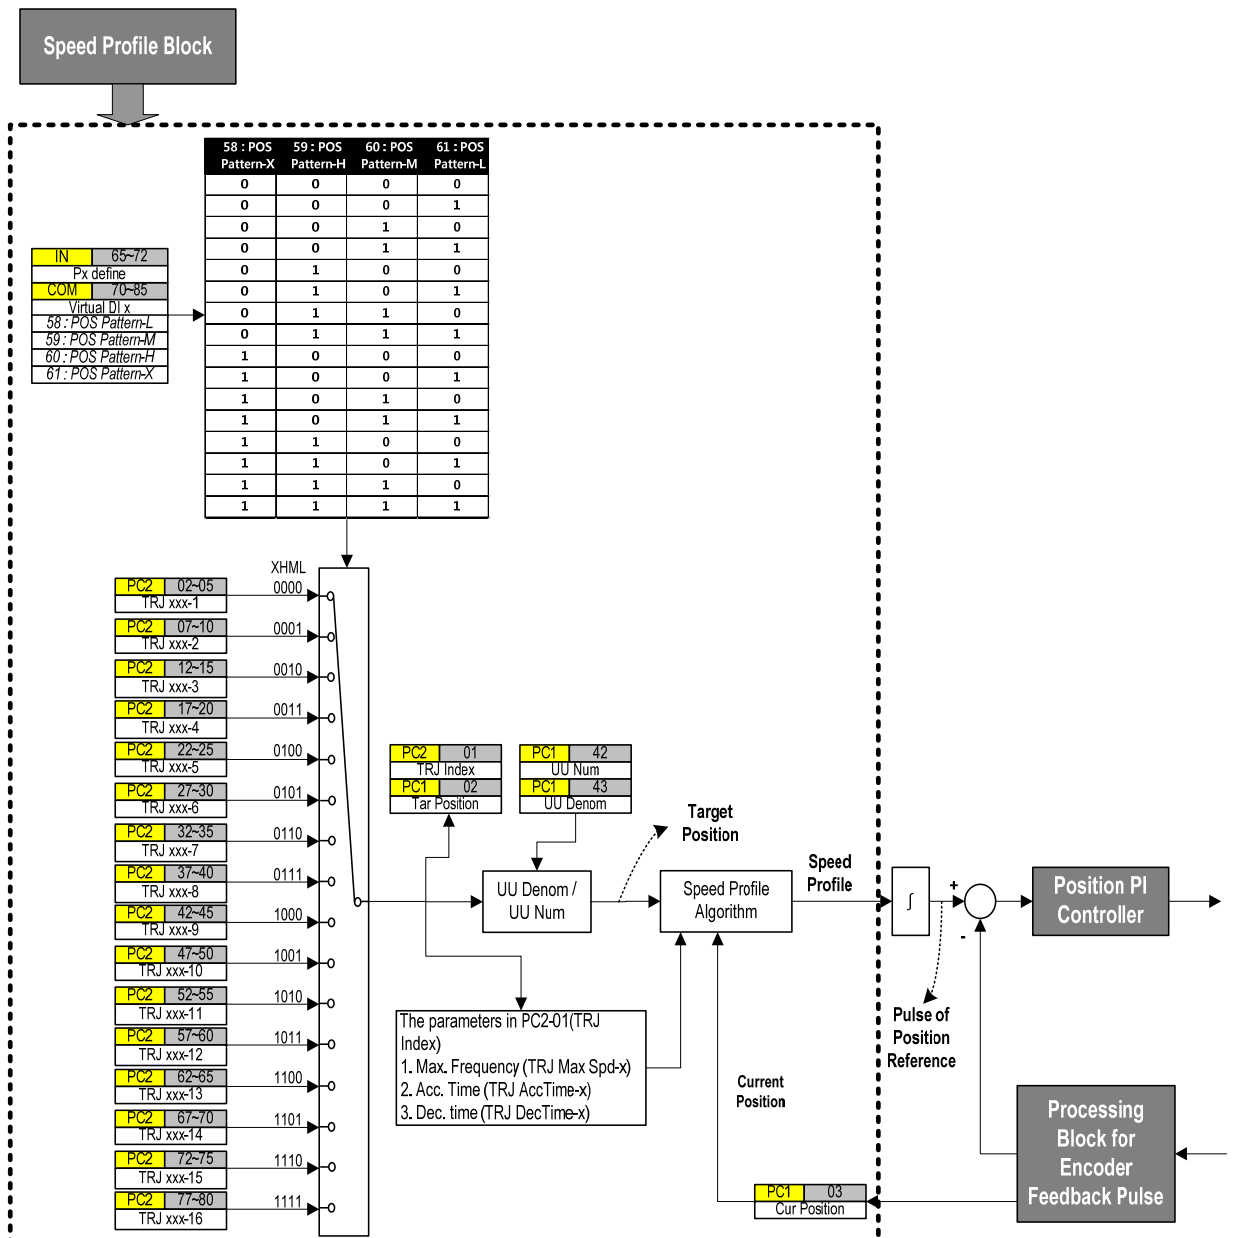 Speed Profile Block
58 : POS Pattern-X 59 : POS Pattern-H 60 : POS Pattern-M 61 : POS Pattern-L
0 0 0 0
0 0 0 1
0 0 1 0
0 0 1 1
0 1 0 0
0 1 0 1
0 1 1 0
0 1 1 1
1 0 0 0
1 0 0 1
1 0 1 0
1 0 1 1
1 1 0 0
1 1 0 1
1 1 1 0
1 1 1 1
IN 65~72
Px define
COM 70~85
Virtual DI x
58 : POS Pattern-L
59 : POS Pattern-M
60 : POS Pattern-H
61 : POS Pattern-X
XHML
PC2 02~05 0000
TRJ xxx-1
PC2 07~10 0001
TRJ xxx-2
PC2 12~15 0010
TRJ xxx-3
PC2 17~20 0011
TRJ xxx-4
PC2 22~25 0100
TRJ xxx-5
PC2 27~30 0101
TRJ xxx-6
PC2 32~35 0110
TRJ xxx-7
PC2 37~40 0111
TRJ xxx-8
PC2 42~45 1000
TRJ xxx-9
PC2 47~50 1001
TRJ xxx-10
PC2 52~55 1010
TRJ xxx-11
PC2 57~60 1011
TRJ xxx-12
PC2 62~65 1100
TRJ xxx-13
PC2 67~70 1101
TRJ xxx-14
PC2 72~75 1110
TRJ xxx-15
PC2 77~80 1111
TRJ xxx-16
PC2 01
TRJ Index
PC1 02
Tar Position
PC1 42
UU Num
PC1 43
UU Denom
UU Denom /
UU Num
Target
Position
Speed Profile
Algorithm
Speed
Profile
∫
+
-
Position PI
Controller
Pulse of
Position
Reference
The parameters in PC2-01(TRJ
Index)
1. Max. Frequency (TRJ Max Spd-x)
2. Acc. Time (TRJ AccTime-x)
3. Dec. time (TRJ DecTime-x)
Current
Position
PC1 03
Cur Position
Processing
Block for
Encoder
Feedback Pulse